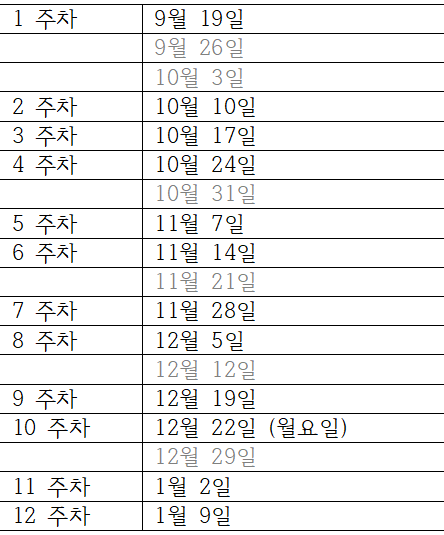 1 주차 9월 19일
9월 26일
10월 3일
2 주차 10월 10일
3 주차 10월 17일
4 주차 10월 24일
10월 31일
5 주차 11월 7일
6 주차 11월 14일
11월 21일
7 주차 11월 28일
8 주차 12월 5일
12월 12일
9 주차 12월 19일
10 주차 12월 22일 (월요일)
12월 29일
11 주차 1월 2일
12 주차 1월 9일